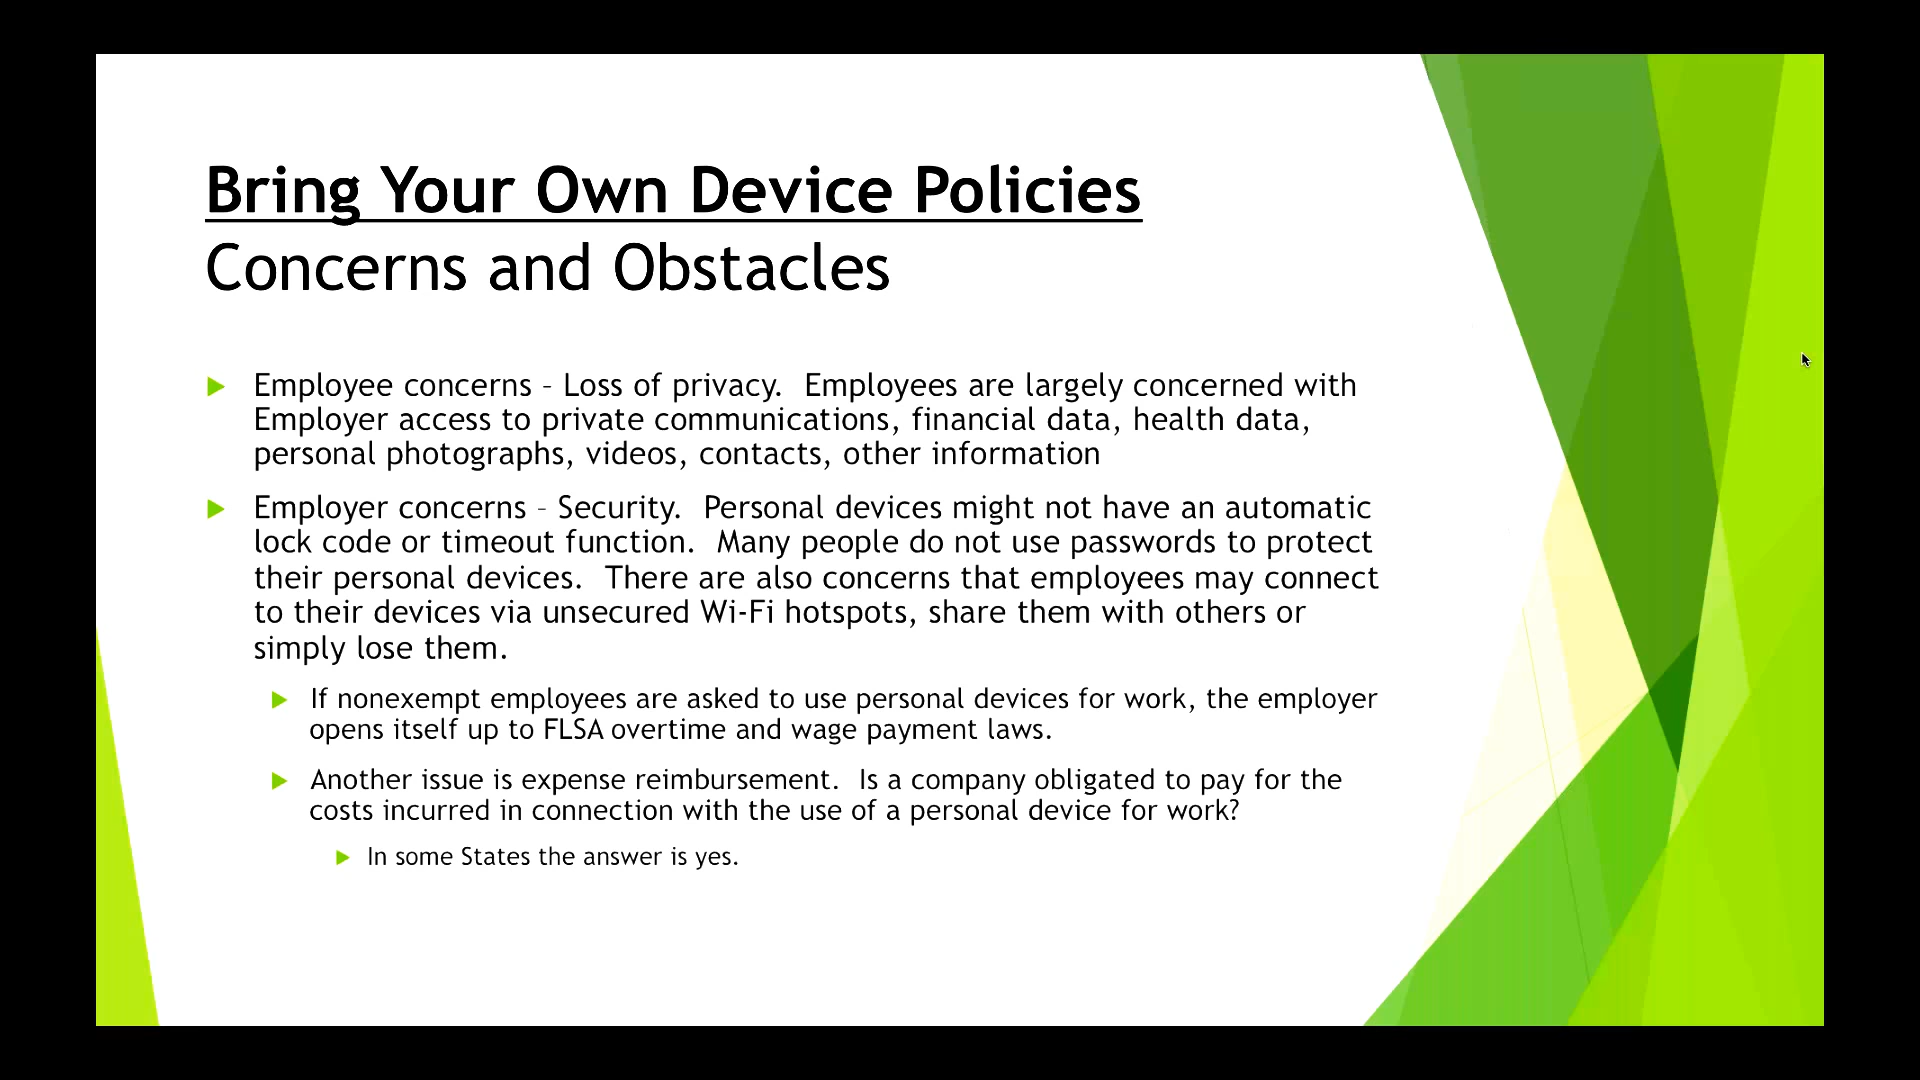 Bring Your Own Device Policies
Concerns and Obstacles
Employee concerns – Loss of privacy.  Employees are largely concerned with
Employer access to private communications, financial data, health data,
personal photographs, videos, contacts, other information
Employer concerns – Security.  Personal devices might not have an automatic
lock code or timeout function.  Many people do not use passwords to protect
their personal devices.  There are also concerns that employees may connect
to their devices via unsecured Wi-Fi hotspots, share them with others or
simply lose them.
If nonexempt employees are asked to use personal devices for work, the employer
opens itself up to FLSA overtime and wage payment laws.
Another issue is expense reimbursement.  Is a company obligated to pay for the
costs incurred in connection with the use of a personal device for work?
In some States the answer is yes.